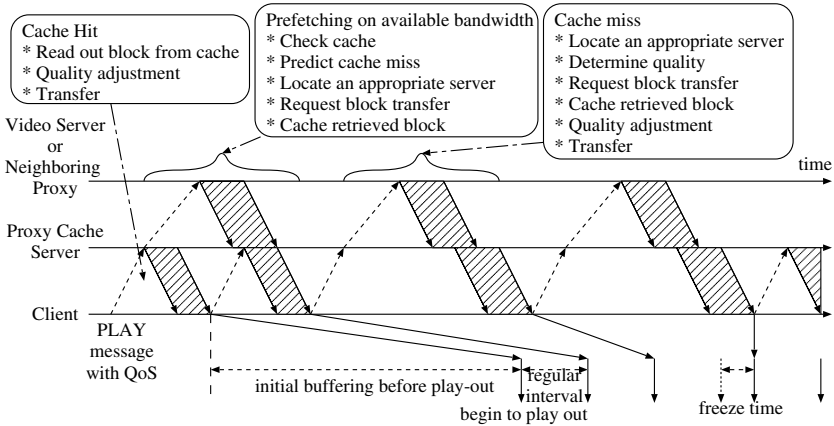 Cache Hit
* Read out block from cache
* Quality adjustment
* Transfer
Prefetching on available bandwidth
* Check cache
* Predict cache miss
* Locate an appropriate server
* Request block transfer
* Cache retrieved block
Cache miss
* Locate an appropriate server
* Determine quality
* Request block transfer
* Cache retrieved block
* Quality adjustment
* Transfer
Video Server
or
Neighboring
Proxy
time
Proxy Cache
Server
Client
PLAY
message
with QoS
initial buffering before play-out
regular
interval
begin to play out
freeze time